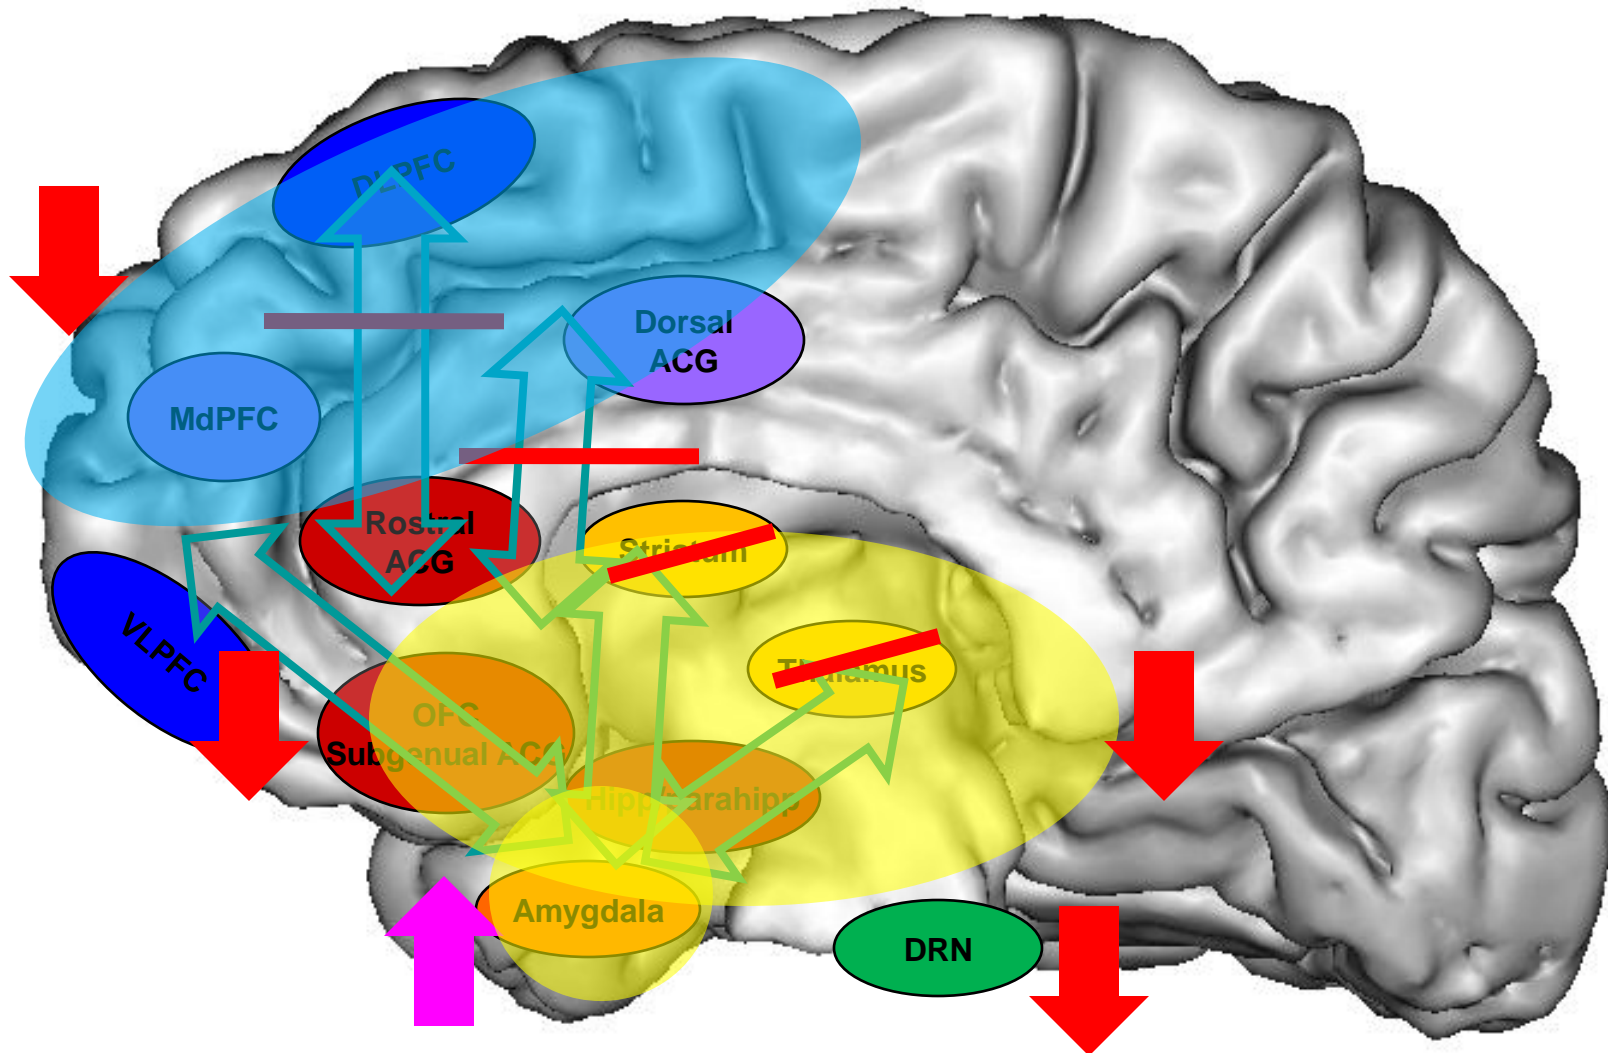 DLPFC
Dorsal
ACG
MdPFC
Rostral
ACG
Striatum
VLPFC
Thalamus
OFC
Subgenual ACG
Hipp/Parahipp
Amygdala
DRN